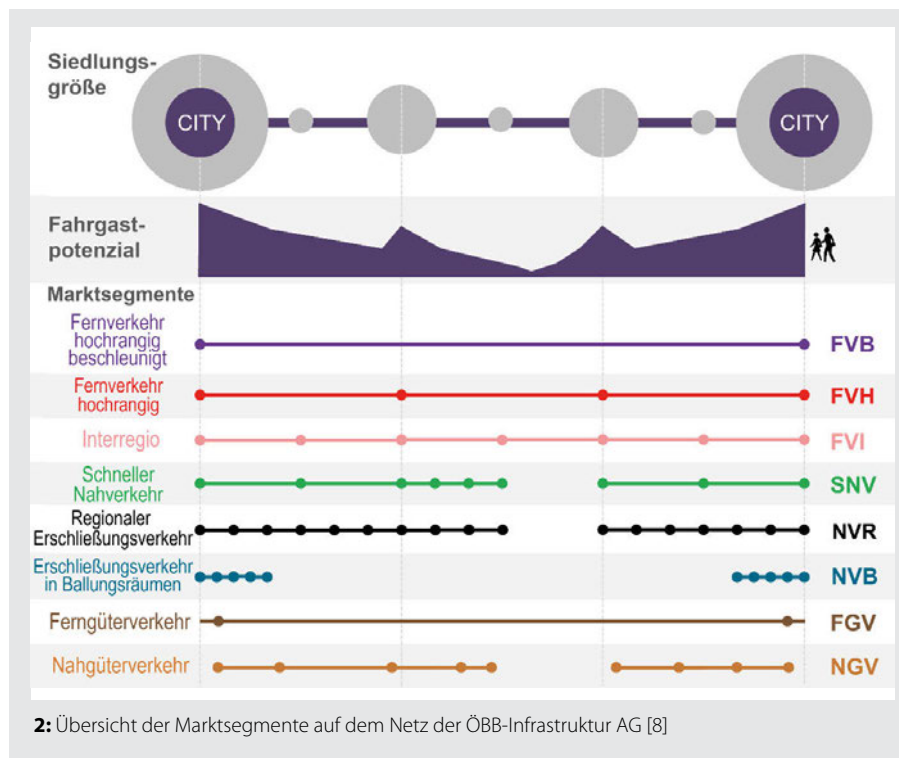 Siedlungs-
größe
CITY
CITY
Fahrgast-
potenzial
Marktsegmente
Fernverkehr
hochrangig
beschleunigt
FVB
Fernverkehr
hochrangig
FVH
Interregio
FVI
Schneller
Nahverkehr
SNV
Regionaler
Erschließungsverkehr
NVR
Erschließungsverkehr
in Ballungsräumen
NVB
Ferngüterverkehr
FGV
Nahgüterverkehr
NGV
2: Übersicht der Marktsegmente auf dem Netz der ÖBB-Infrastruktur AG [8]